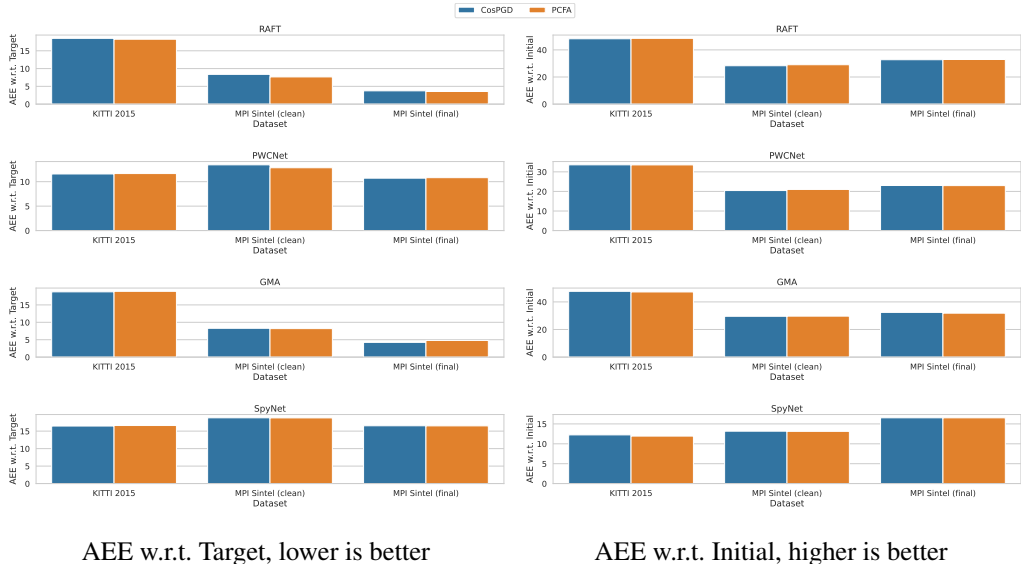 CosPGD PCFA
RAFT
AEE w.r.t. Target
15
10
5
0
KITTI 2015 MPI Sintel (clean) MPI Sintel (final)
Dataset
RAFT
AEE w.r.t. Initial
40
20
0
KITTI 2015 MPI Sintel (clean) MPI Sintel (final)
Dataset
PWCNet
AEE w.r.t. Target
10
5
0
KITTI 2015 MPI Sintel (clean) MPI Sintel (final)
Dataset
PWCNet
AEE w.r.t. Initial
30
20
10
0
KITTI 2015 MPI Sintel (clean) MPI Sintel (final)
Dataset
GMA
AEE w.r.t. Target
15
10
5
0
KITTI 2015 MPI Sintel (clean) MPI Sintel (final)
Dataset
GMA
AEE w.r.t. Initial
40
20
0
KITTI 2015 MPI Sintel (clean) MPI Sintel (final)
Dataset
SpyNet
AEE w.r.t. Target
15
10
5
0
KITTI 2015 MPI Sintel (clean) MPI Sintel (final)
Dataset
SpyNet
AEE w.r.t. Initial
15
10
5
0
KITTI 2015 MPI Sintel (clean) MPI Sintel (final)
Dataset
AEE w.r.t. Target, lower is better
AEE w.r.t. Initial, higher is better